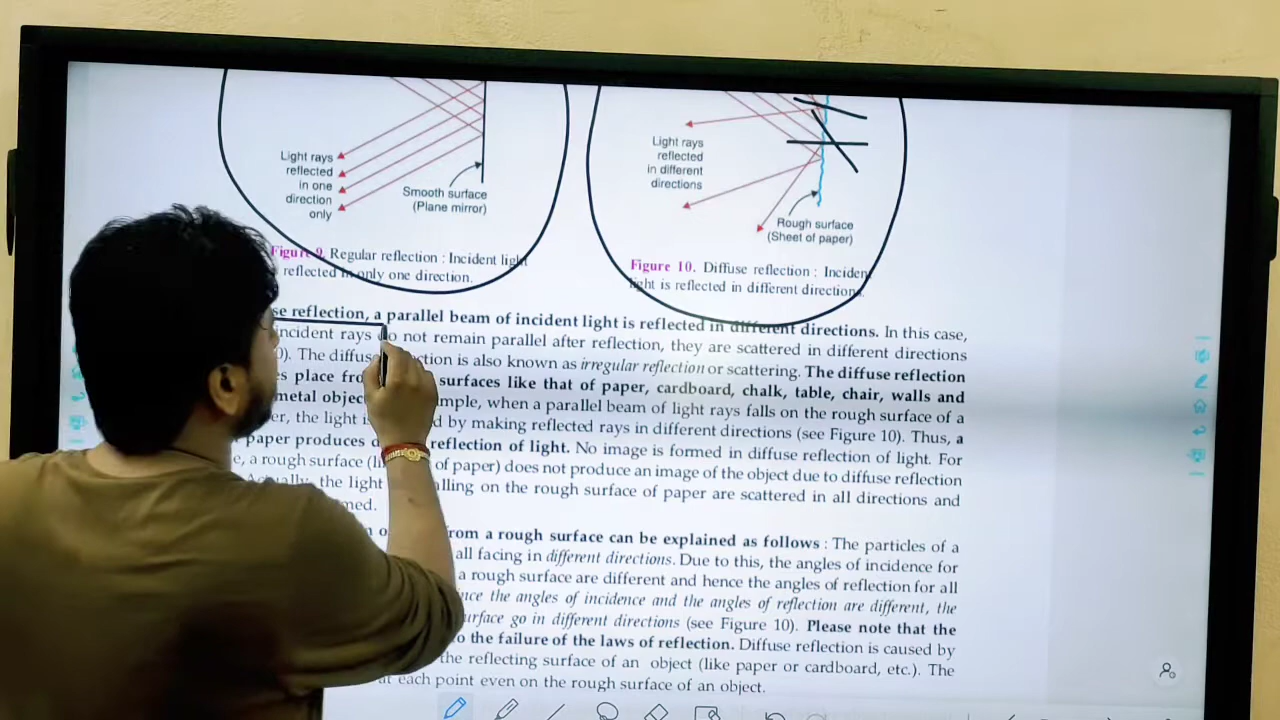 Light rays
reflected
in one
direction
only
Smooth surface
(Plane mirror)
Figure 9. Regular reflection : Incident light
reflected in only one direction.
Light rays
reflected
in different
directions
Rough surface
(Sheet of paper)
Figure 10. Diffuse reflection : Incident
light is reflected in different directions.
reflection, a parallel beam of incident light is reflected in different directions. In this case,
incident rays do not remain parallel after reflection, they are scattered in different directions
The diffuse is also known as irregular reflection or scattering. The diffuse reflection
place surfaces like that of paper, cardboard, chalk, table, chair, walls and
metal when a parallel beam of light rays falls on the rough surface of a
the light by making reflected rays in different directions (see Figure 10). Thus, a
paper produces reflection of light. No image is formed in diffuse reflection of light. For
a rough surface of paper) does not produce an image of the object due to diffuse reflection
the light on the rough surface of paper are scattered in all directions and
from a rough surface can be explained as follows : The particles of a
all facing in different directions. Due to this, the angles of incidence for
a rough surface are different and hence the angles of reflection for all
the angles of incidence and the angles of reflection are different, the
go in different directions (see Figure 10). Please note that the
the failure of the laws of reflection. Diffuse reflection is caused by
the reflecting surface of an object (like paper or cardboard, etc.). The
at each point even on the rough surface of an object.